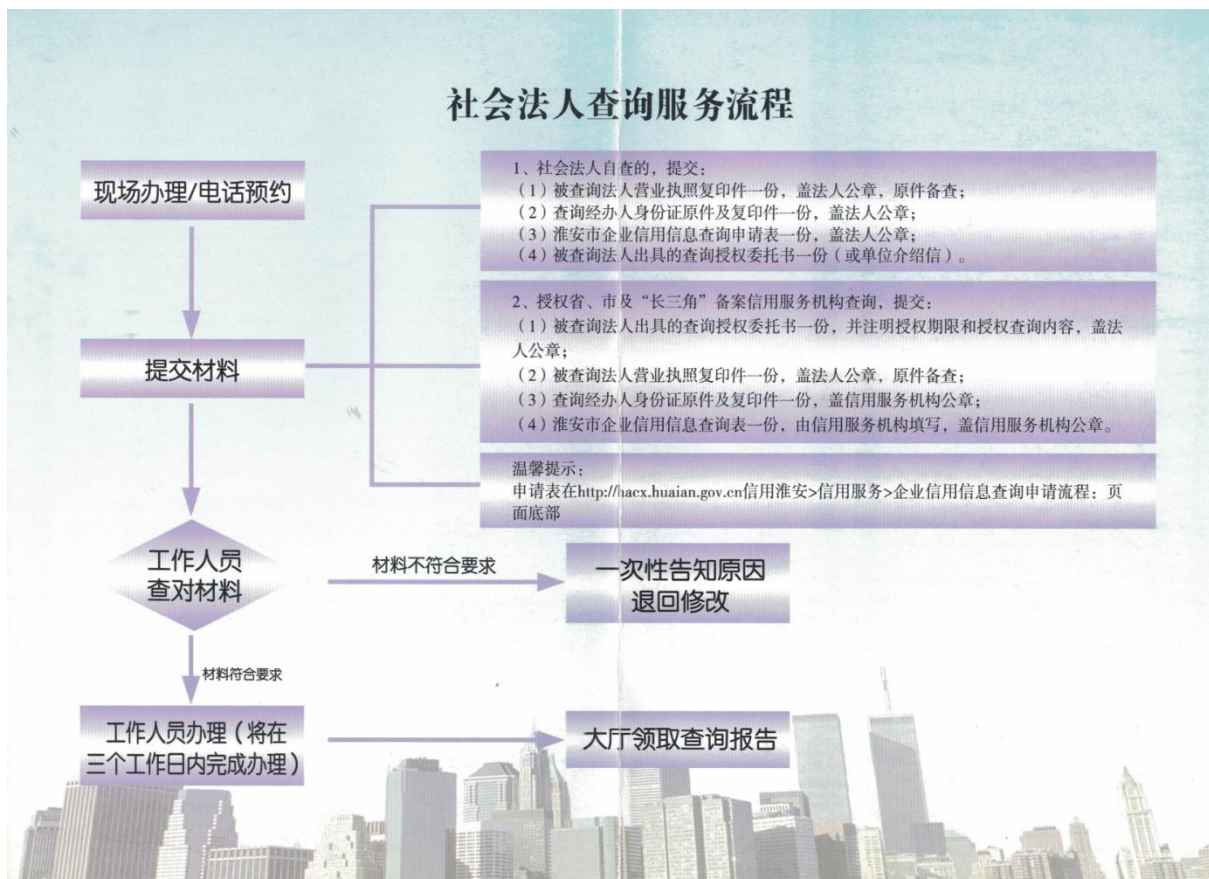 社会法人查询服务流程
现场办理/电话预约
1、社会法人自查的，提交：
（1）被查询法人营业执照复印件一份，盖法人公章，原件备查；
（2）查询经办人身份证原件及复印件一份，盖法人公章；
（3）淮安市企业信用信息查询申请表一份，盖法人公章；
（4）被查询法人出具的查询授权委托书一份（或单位介绍信）。
提交材料
2、授权省、市及“长三角”备案信用服务机构查询，提交：
（1）被查询法人出具的查询授权委托书一份，并注明授权期限和授权查询内容，盖法
人公章；
（2）被查询法人营业执照复印件一份，盖法人公章，原件备查；
（3）查询经办人身份证原件及复印件一份，盖信用服务机构公章；
（4）淮安市企业信用信息查询表一份，由信用服务机构填写，盖信用服务机构公章。
温馨提示：
申请表在http://hacx.huaian.gov.cn信用淮安>信用服务>企业信用信息查询申请流程：页
面底部
工作人员
查对材料
材料不符合要求
一次性告知原因
退回修改
材料符合要求
工作人员办理（将在
三个工作日内完成办理）
大厅领取查询报告